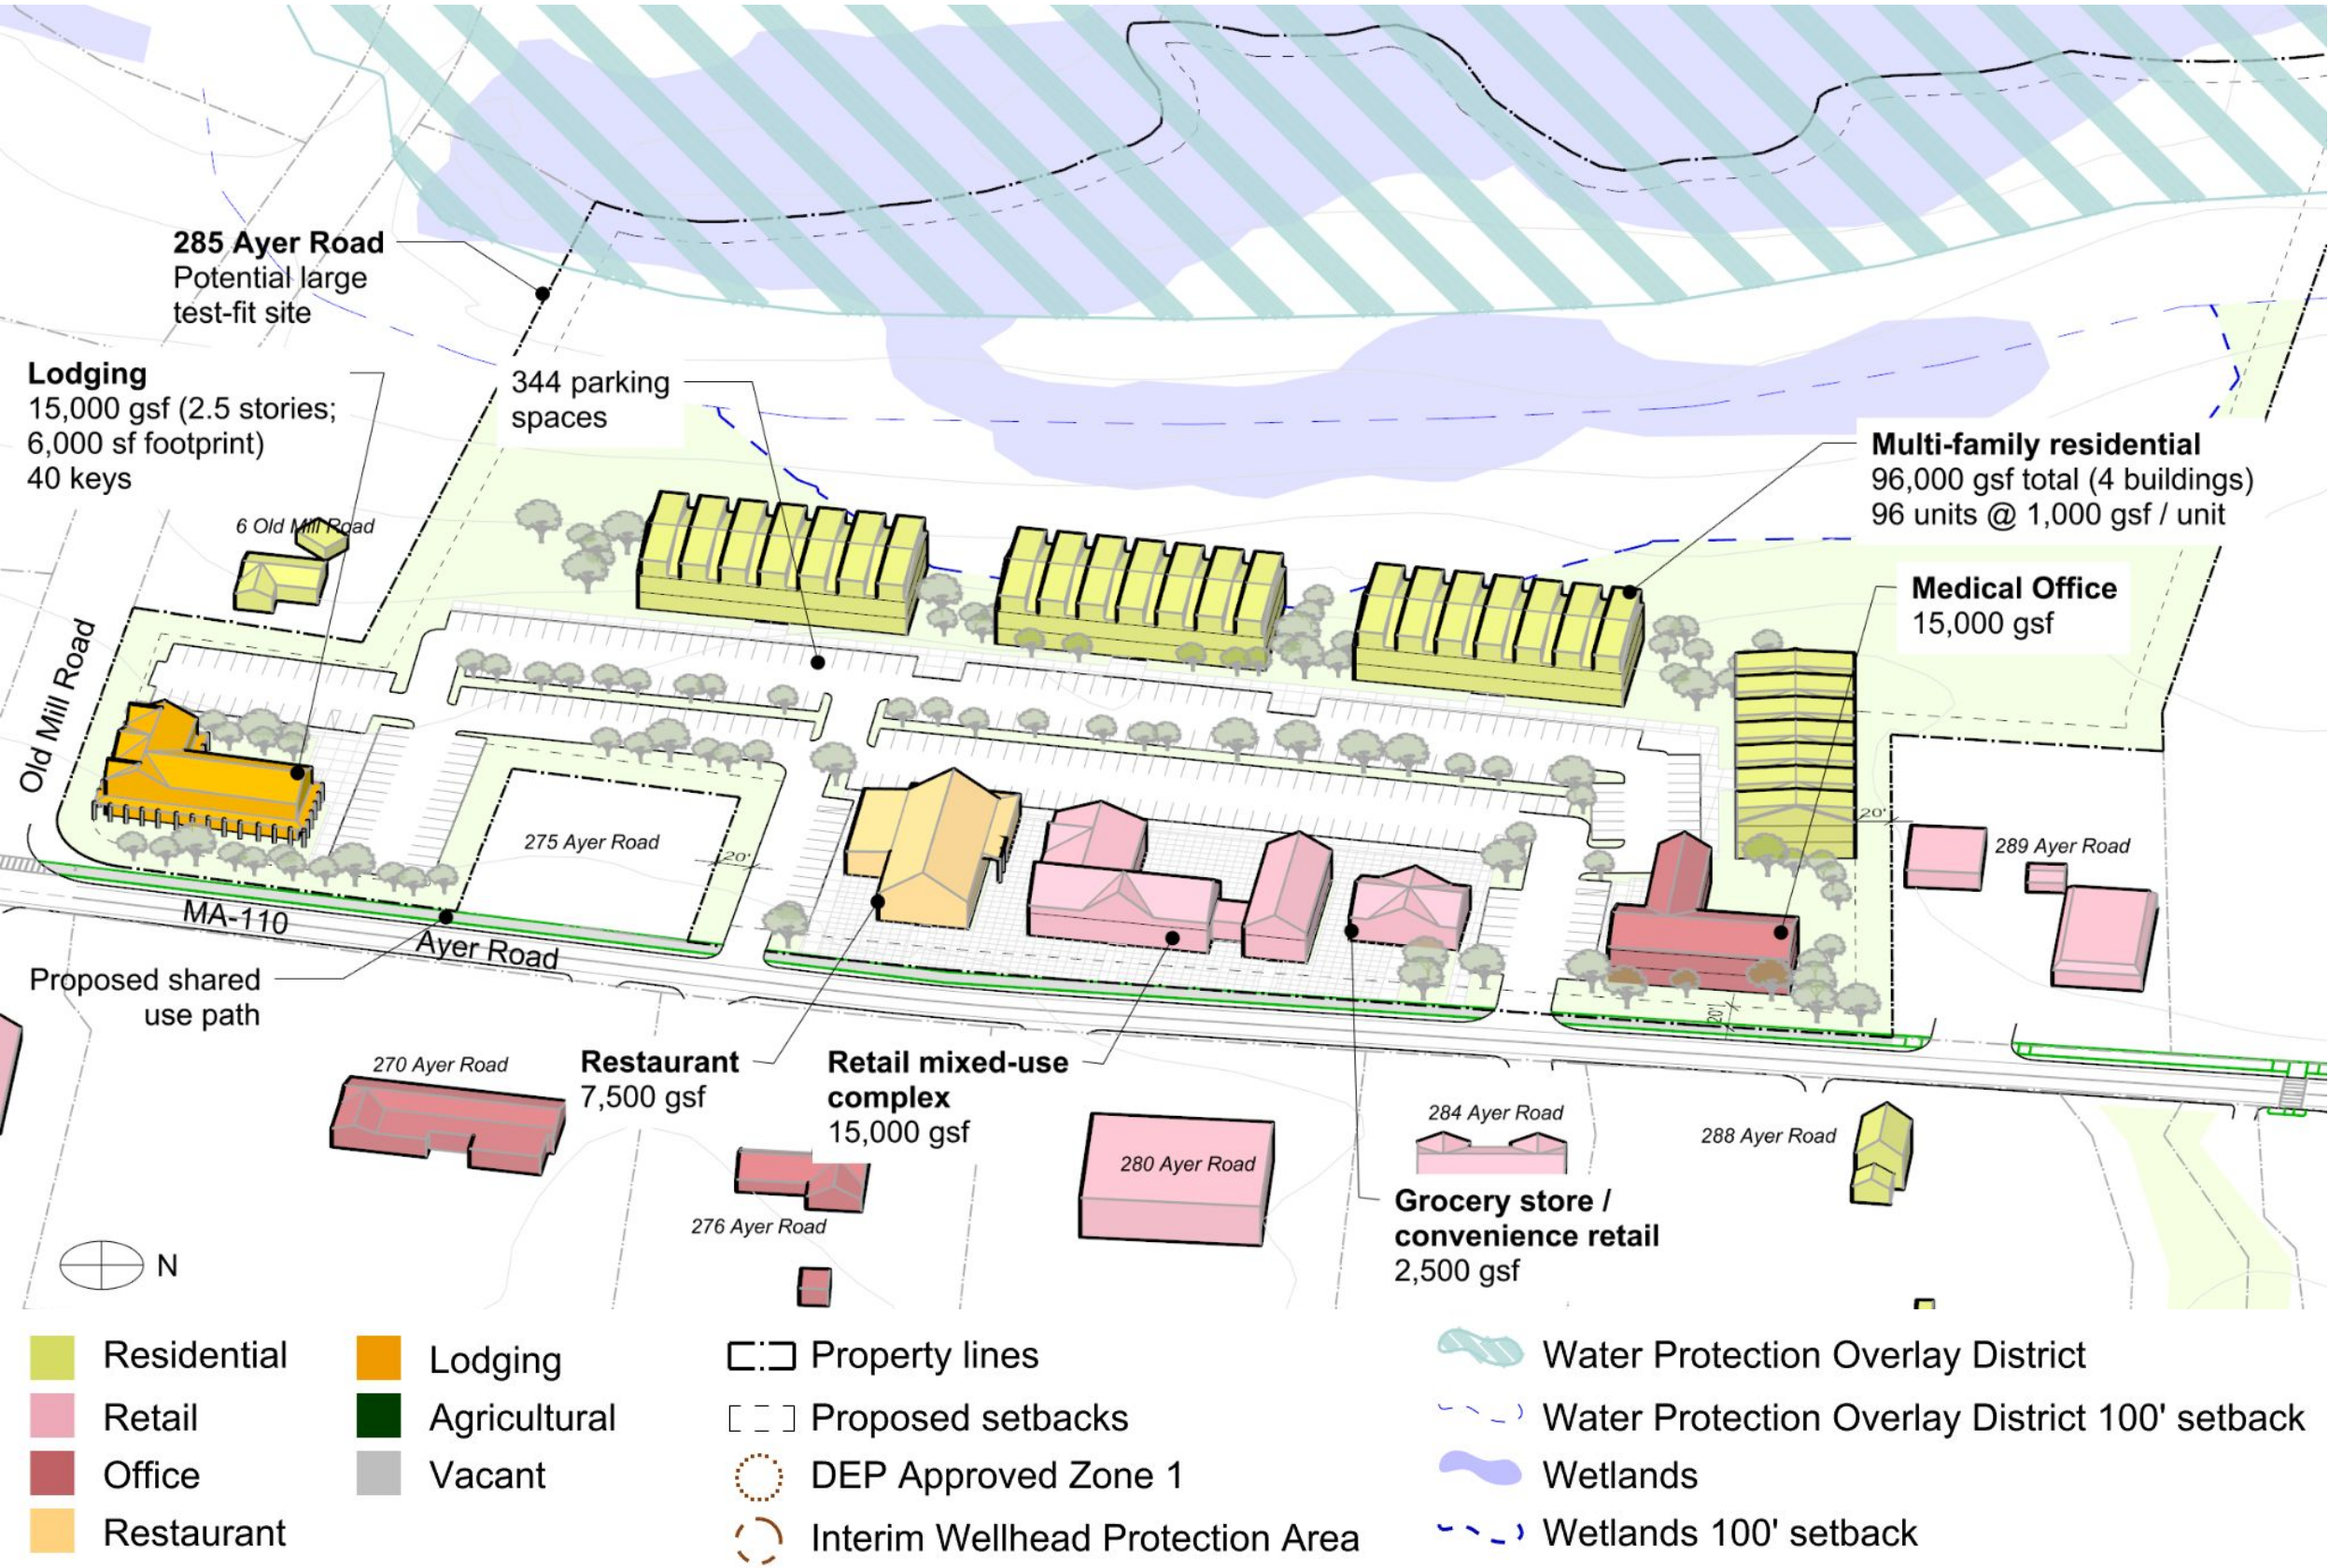 285 Ayer Road
Potential large
test-fit site
Lodging
15,000 gsf (2.5 stories;
6,000 sf footprint)
40 keys
344 parking
spaces
Multi-family residential
96,000 gsf total (4 buildings)
96 units @ 1,000 gsf / unit
6 Old Mill Road
Medical Office
15,000 gsf
Old Mill Road
275 Ayer Road
20'
20'
289 Ayer Road
MA-110
Ayer Road
20'
Proposed shared
use path
270 Ayer Road
Restaurant
7,500 gsf
Retail mixed-use
complex
15,000 gsf
280 Ayer Road
284 Ayer Road
288 Ayer Road
276 Ayer Road
Grocery store /
convenience retail
2,500 gsf
N
Residential
Retail
Office
Restaurant
Lodging
Agricultural
Vacant
Property lines
Proposed setbacks
DEP Approved Zone 1
Interim Wellhead Protection Area
Water Protection Overlay District
Water Protection Overlay District 100' setback
Wetlands
Wetlands 100' setback